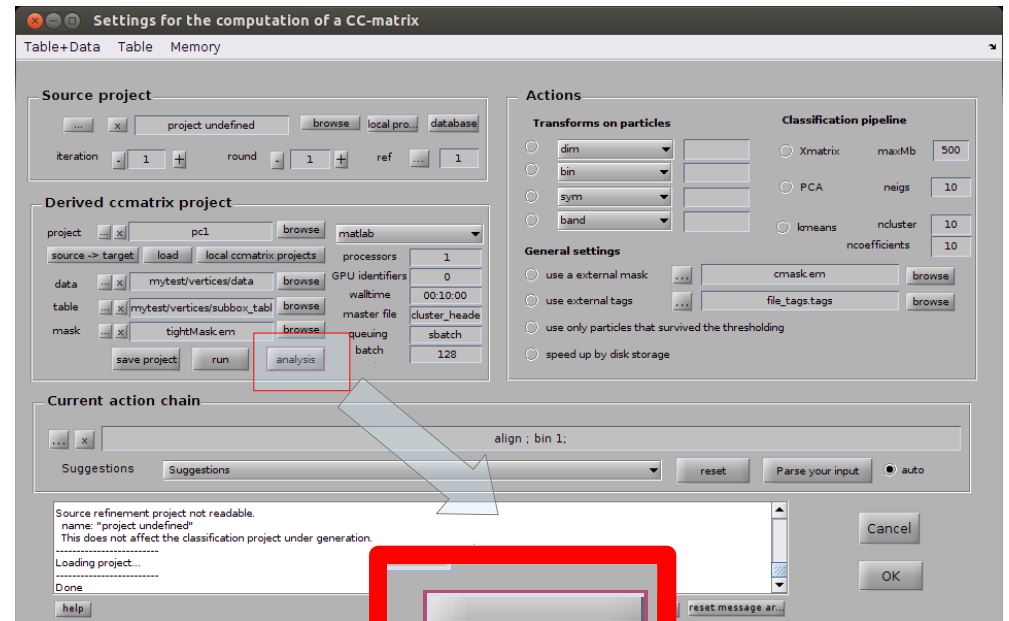 Settings for the computation of a CC-matrix
Table+Data Table Memory
Source project
... x project undefined browse local pro... database
iteration - 1 + round - 1 + ref ... 1
Derived ccmatrix project
project ... x pc1 browse matlab
source -> target load local ccmatrix projects processors 1
data ... x mytest/vertices/data browse GPU identifiers 0
walltime 00:10:00
table ... x mytest/vertices/subbox_tabl browse master file cluster_heade
mask ... x tightMask.em browse queuing sbatch
save project run analysis batch 128
Actions
Transforms on particles Classification pipeline
dim Xmatrix maxMb 500
bin
sym PCA neigs 10
band kmeans ncluster 10
ncoefficients 10
General settings
use a external mask ... cmask.em browse
use external tags ... file_tags.tags browse
use only particles that survived the thresholding
speed up by disk storage
Current action chain
... x align ; bin 1;
Suggestions Suggestions reset Parse your input auto
Source refinement project not readable.
name: "project undefined"
This does not affect the classification project under generation.
-------------------------
Loading project...
-------------------------
Done
Cancel
OK
help reset message ar...